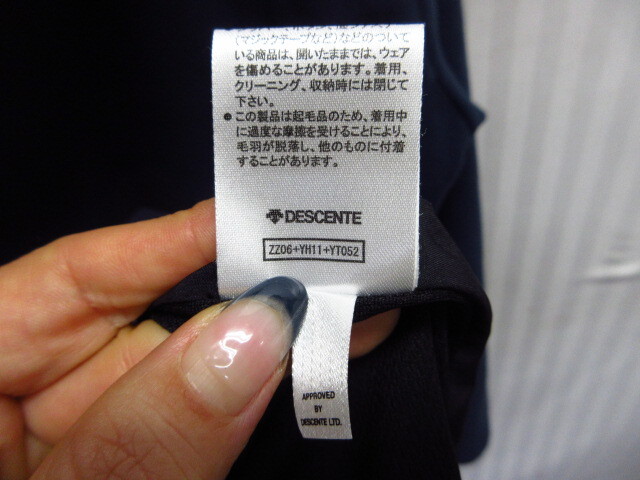 (マジックテープなど)などのついて
いる商品は、開いたままでは、ウェア
を傷めることがあります。着用、
クリーニング、収納時には閉じて
下さい。
●この製品は起毛品のため、着用中
に過度な摩擦を受けることにより、
毛羽が脱落し、他のものに付着
することがあります。
DESCENTE
ZZ06+YH11+YT052
APPROVED
BY
DESCENTE LTD.